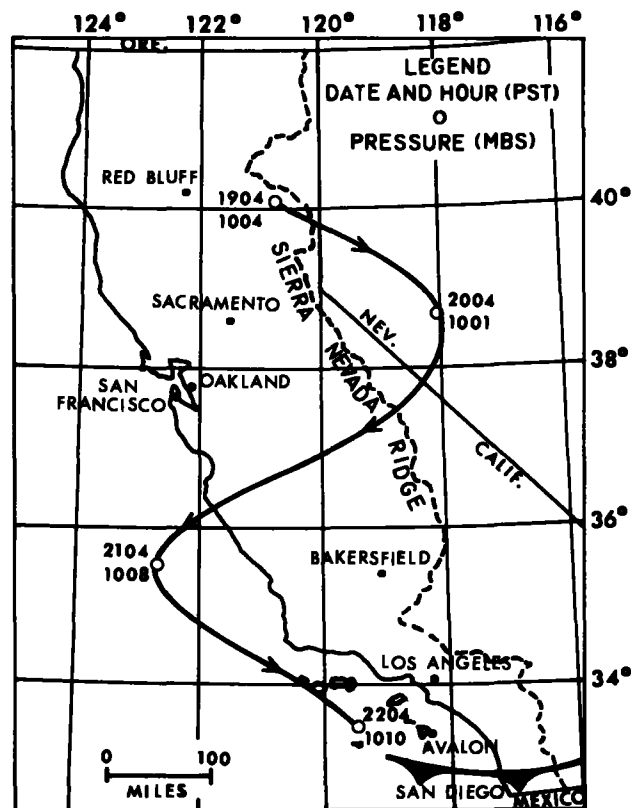 124° 122° 120° 118° 116°
ORE.
LEGEND
DATE AND HOUR (PST)
PRESSURE (MBS)
RED BLUFF
1904
1004
40°
SIERRA
NEVADA
RIDGE
SACRAMENTO
2004
1001
NEV.
CALIF.
38°
OAKLAND
SAN
FRANCISCO
36°
2104
1008
BAKERSFIELD
LOS ANGELES
34°
2204
1010
AVALON
0 100
MILES
SAN DIEGO
MEXICO